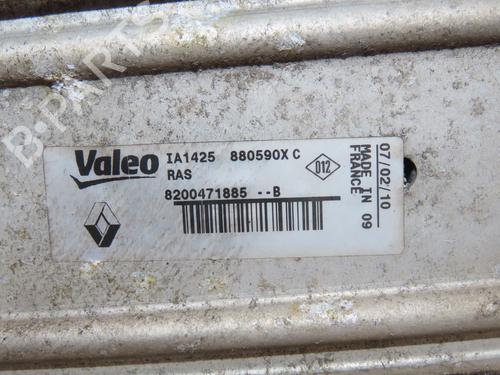 Valeo
IA1425 880590X C
RAS
8200471885 --B
D12
07/02/10
MADE IN 09
FRANCE
B-PARTS